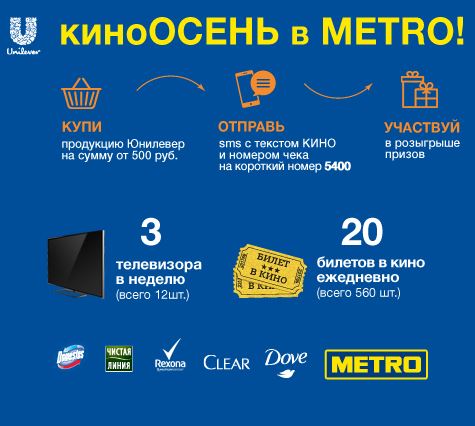 киноОСЕНЬ в METRO!
Unilever
КУПИ
продукцию Юнилевер
на сумму от 500 руб.
ОТПРАВЬ
sms с текстом КИНО
и номером чека
на короткий номер 5400
УЧАСТВУЙ
в розыгрыше
призов
3
телевизора
в неделю
(всего 12шт.)
БИЛЕТ
В КИНО
20
билетов в кино
ежедневно
(всего 560 шт.)
Domestos
ЧИСТАЯ
ЛИНИЯ
Rexona
CLEAR
Dove
METRO